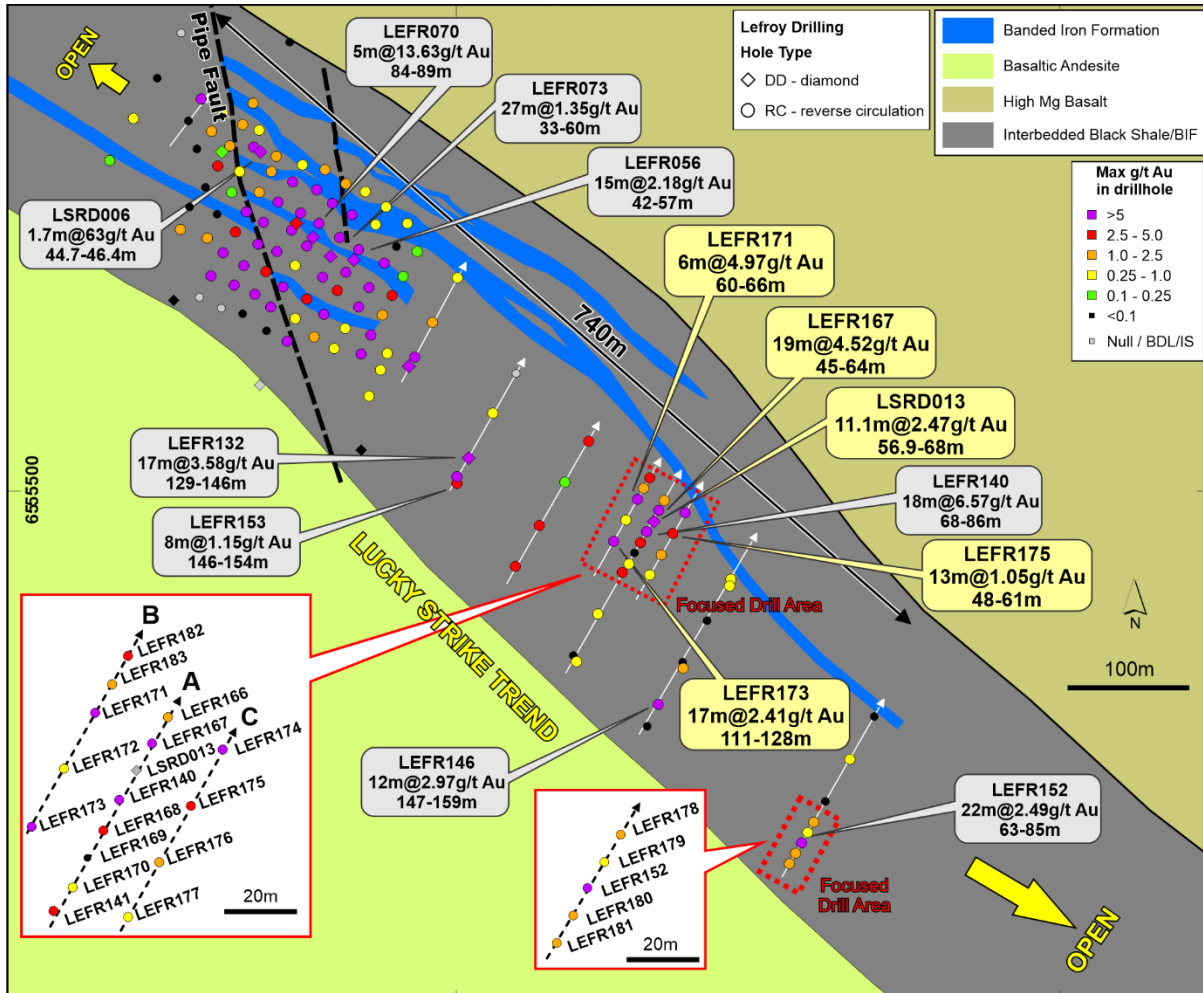 OPEN
Pipe Fault
LEFR070
5m@13.63g/t Au
84-89m
LEFR073
27m@1.35g/t Au
33-60m
LEFR056
15m@2.18g/t Au
42-57m
LSRD006
1.7m@63g/t Au
44.7-46.4m
Lefroy Drilling
Hole Type
DD - diamond
RC - reverse circulation
Banded Iron Formation
Basaltic Andesite
High Mg Basalt
Interbedded Black Shale/BIF
Max g/t Au
in drillhole
>5
2.5 - 5.0
1.0 - 2.5
0.25 - 1.0
0.1 - 0.25
<0.1
Null / BDL/IS
740m
LEFR171
6m@4.97g/t Au
60-66m
LEFR167
19m@4.52g/t Au
45-64m
LSRD013
11.1m@2.47g/t Au
56.9-68m
LEFR140
18m@6.57g/t Au
68-86m
LEFR175
13m@1.05g/t Au
48-61m
LEFR132
17m@3.58g/t Au
129-146m
LEFR153
8m@1.15g/t Au
146-154m
6555500
LUCKY STRIKE TREND
Focused Drill Area
N
100m
LEFR173
17m@2.41g/t Au
111-128m
LEFR146
12m@2.97g/t Au
147-159m
LEFR152
22m@2.49g/t Au
63-85m
Focused
Drill Area
OPEN
B
LEFR182
LEFR183
LEFR171
LEFR172
LEFR173
A
LEFR166
LEFR167
LSRD013
LEFR140
LEFR168
LEFR169
LEFR170
LEFR141
C
LEFR174
LEFR175
LEFR176
LEFR177
20m
LEFR178
LEFR179
LEFR152
LEFR180
LEFR181
20m